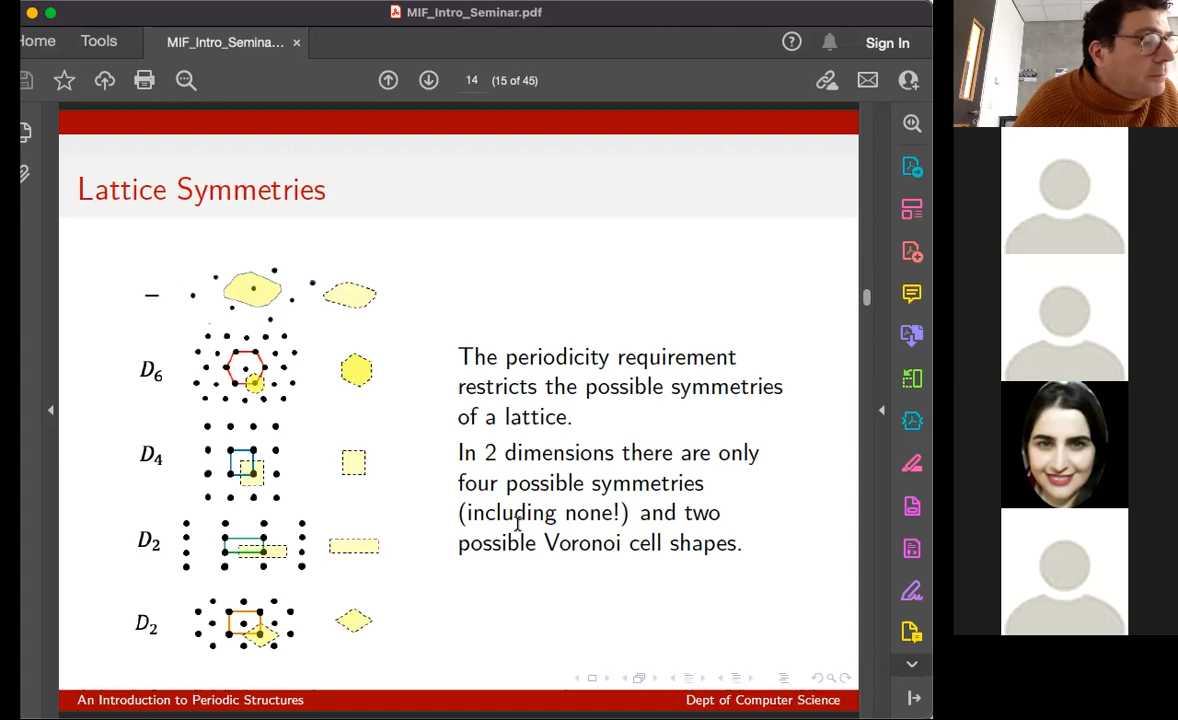 MIF_Intro_Seminar.pdf
Home Tools MIF_Intro_Semina... × Sign In
14 (15 of 45)
Lattice Symmetries
–
D6
D4
D2
D2
The periodicity requirement
restricts the possible symmetries
of a lattice.
In 2 dimensions there are only
four possible symmetries
(including none!) and two
possible Voronoi cell shapes.
An Introduction to Periodic Structures
Dept of Computer Science